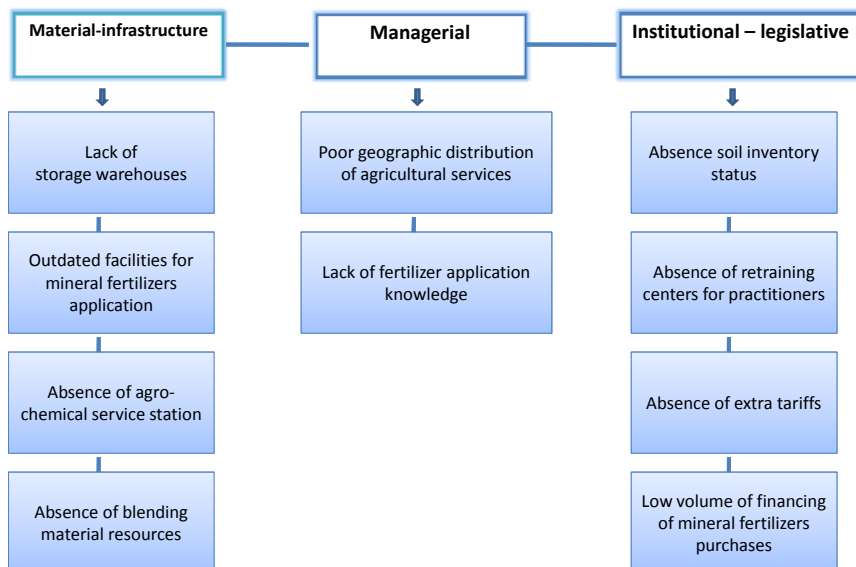 Material-infrastructure
Managerial
Institutional – legislative
Lack of
storage warehouses
Poor geographic distribution
of agricultural services
Absence soil inventory
status
Outdated facilities for
mineral fertilizers
application
Lack of fertilizer application
knowledge
Absence of retraining
centers for practitioners
Absence of agro-
chemical service station
Absence of extra tariffs
Absence of blending
material resources
Low volume of financing
of mineral fertilizers
purchases